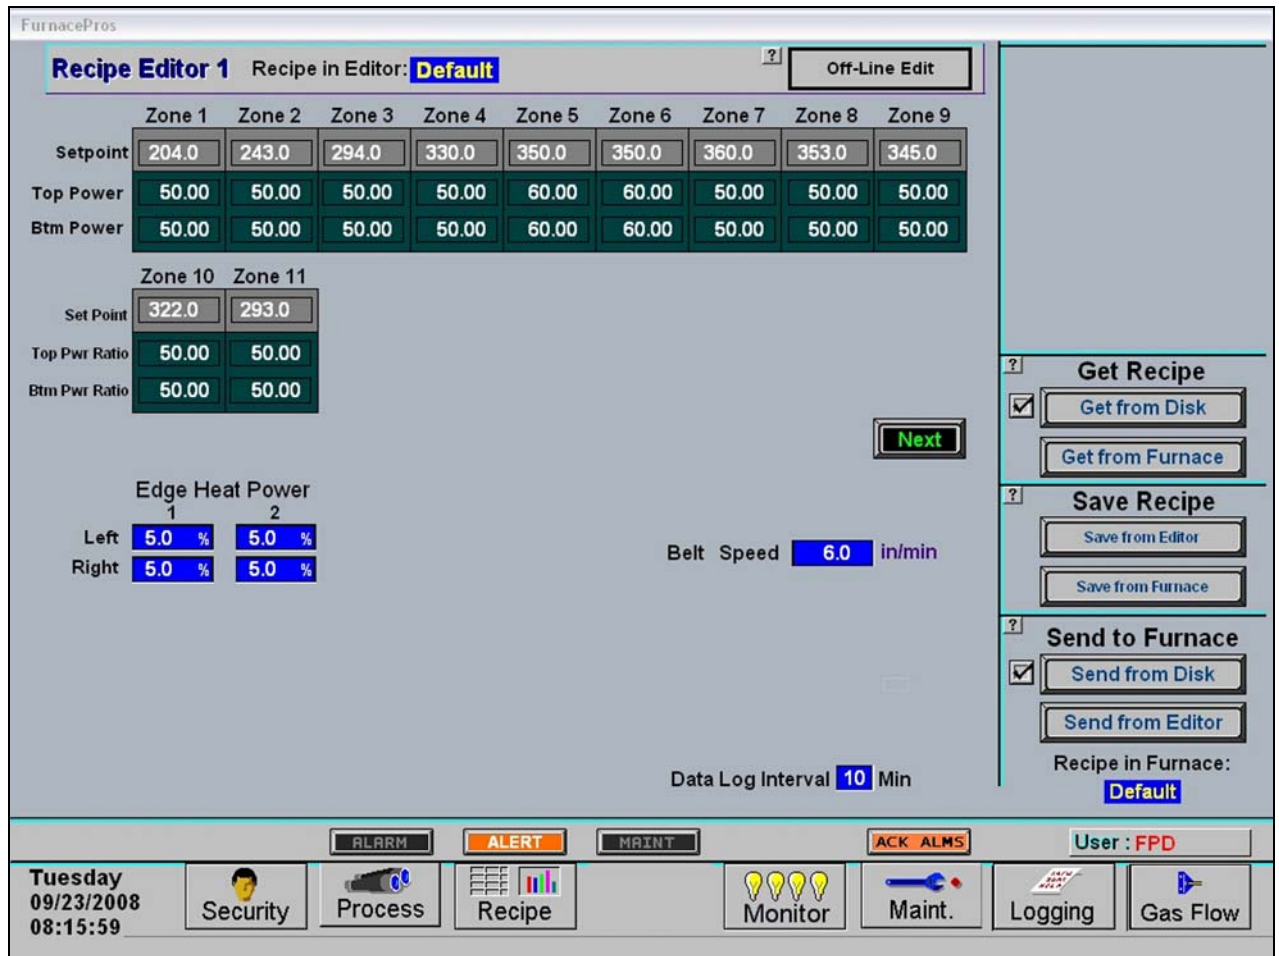 FurnacePros
Recipe Editor 1 Recipe in Editor: Default ? Off-Line Edit
Zone 1 Zone 2 Zone 3 Zone 4 Zone 5 Zone 6 Zone 7 Zone 8 Zone 9
Setpoint 204.0 243.0 294.0 330.0 350.0 350.0 360.0 353.0 345.0
Top Power 50.00 50.00 50.00 50.00 60.00 60.00 50.00 50.00 50.00
Btm Power 50.00 50.00 50.00 50.00 60.00 60.00 50.00 50.00 50.00
Zone 10 Zone 11
Set Point 322.0 293.0
Top Pwr Ratio 50.00 50.00
Btm Pwr Ratio 50.00 50.00
Next
Edge Heat Power
1 2
Left 5.0 % 5.0 %
Right 5.0 % 5.0 %
Belt Speed 6.0 in/min
Data Log Interval 10 Min
? Get Recipe
Get from Disk
Get from Furnace
? Save Recipe
Save from Editor
Save from Furnace
? Send to Furnace
Send from Disk
Send from Editor
Recipe in Furnace:
Default
ALARM ALERT MAINT ACK ALMS User : FPD
Tuesday
09/23/2008
08:15:59
Security Process Recipe Monitor Maint. Logging Gas Flow